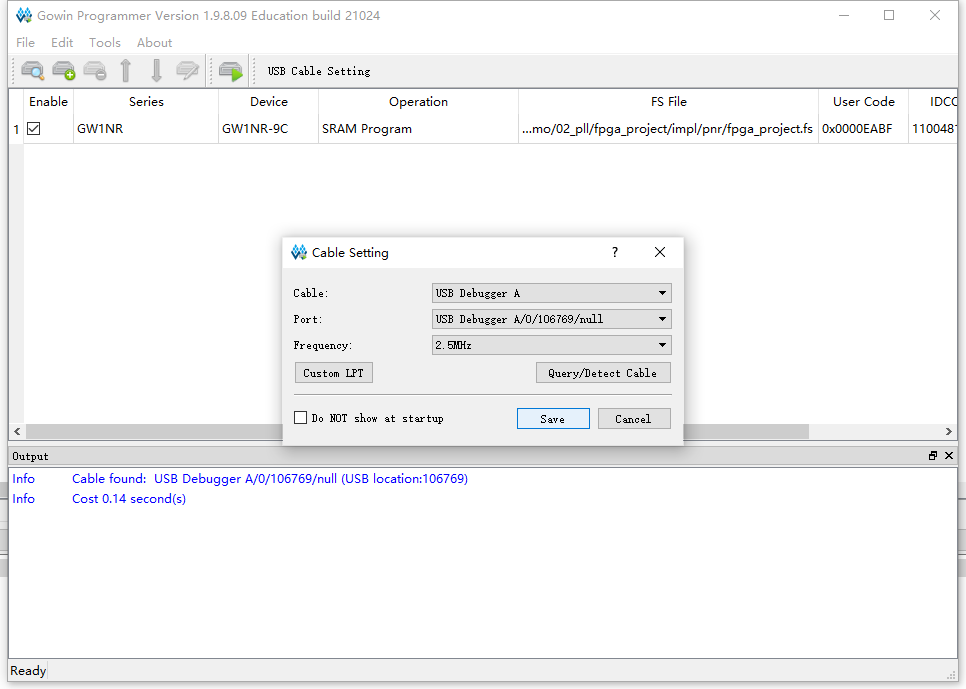 Gowin Programmer Version 1.9.8.09 Education build 21024
File Edit Tools About
USB Cable Setting
Enable Series Device Operation FS File User Code IDCC
1 GW1NR GW1NR-9C SRAM Program ...mo/02_pll/fpga_project/impl/pnr/fpga_project.fs 0x0000EABF 1100481
Cable Setting ?
Cable: USB Debugger A
Port: USB Debugger A/0/106769/null
Frequency: 2.5MHz
Custom LPT Query/Detect Cable
Do NOT show at startup Save Cancel
Output
Info Cable found: USB Debugger A/0/106769/null (USB location:106769)
Info Cost 0.14 second(s)
Ready